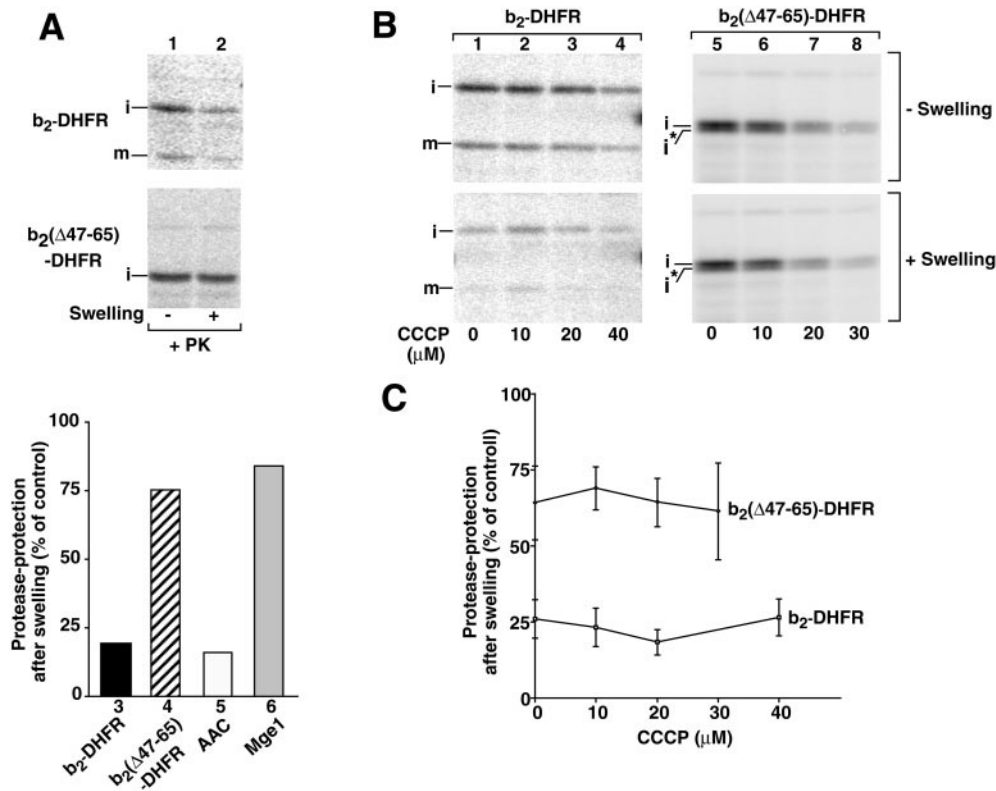 A
1 2
b2-DHFR
i
m
b2(Δ47-65)
-DHFR
i
Swelling - +
+ PK
100
75
50
25
0
Protease-protection
after swelling (% of control)
3 4 5 6
b2-DHFR
b2(Δ47-65)
-DHFR
AAC
Mge1
B
b2-DHFR
b2(Δ47-65)-DHFR
1 2 3 4
5 6 7 8
i
m
i
i*
- Swelling
i
m
i
i*
+ Swelling
CCCP
(μM)
0 10 20 40
0 10 20 30
C
100
75
50
25
0
Protease-protection
after swelling (% of controll)
b2(Δ47-65)-DHFR
b2-DHFR
0 10 20 30 40
CCCP (μM)